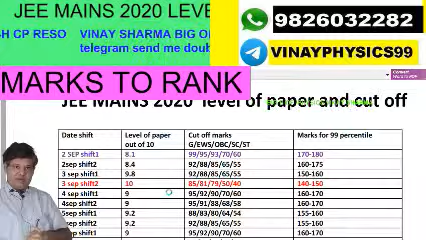 JEE MAINS 2020 LEVE
SH CP RESO VINAY SHARMA BIG O
telegram send me doub
9826032282
VINAYPHYSICS99
MARKS TO RANK
JEE MAINS 2020 level of paper and cut off
Date shift Level of paper out of 10 Cut off marks G/EWS/OBC/SC/ST Marks for 99 percentile
2 SEP shift1 8.1 99/95/93/70/60 170-180
2sep shift2 8.4 92/88/85/65/55 160-175
3 sep shift1 9.8 92/88/85/65/55 150-160
3 sep shift2 10 85/81/79/50/40 140-150
4 sep shift1 9 95/92/90/70/60 160-170
4sep shift2 9 95/91/88/68/58 160-170
5sep shift1 9.2 88/83/80/64/54 155-160
5sep shift2 9.2 92/88/85/65/55 155-160
6sep shift1 9 95/92/90/70/60 160-170